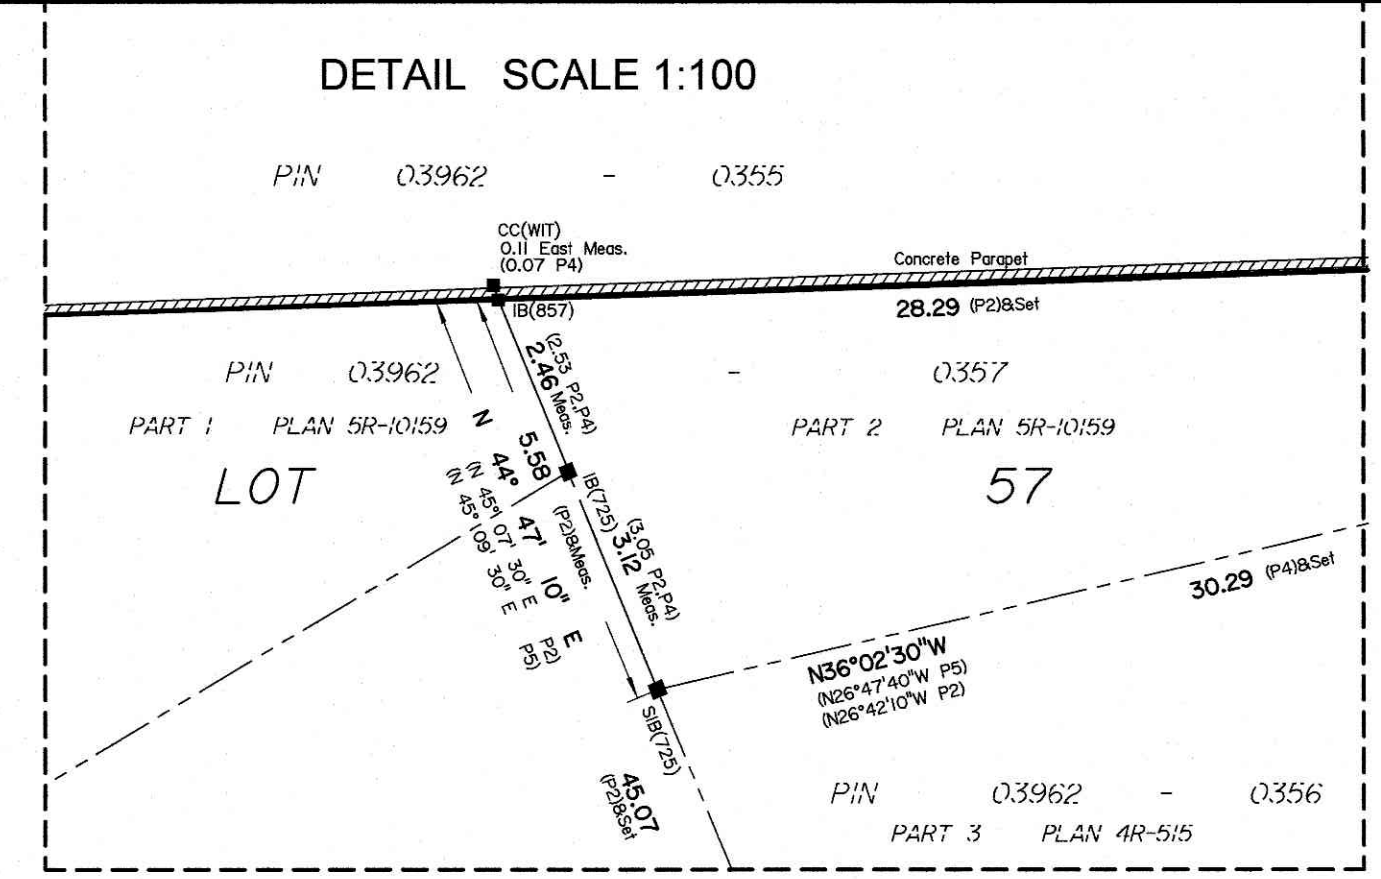 DETAIL SCALE 1:100
PIN 03962 - 0355
CC(WIT)
0.11 East Meas.
(0.07 P4)
Concrete Parapet
IB(857)
28.29 (P2)&Set
(2.53 P2,P4)
2.46 Meas.
PIN 03962 - 0357
PART 1 PLAN 5R-10159
PART 2 PLAN 5R-10159
LOT 57
5.58 (P2)&Meas.
N 44° 47' 10" E
07' 30" E P2)
(N 45° 09' 30" E P5)
IB(725)
(3.05 P2,P4)
3.12 Meas.
30.29 (P4)&Set
N36°02'30"W
(N26°47'40"W P5)
(N26°42'10"W P2)
SIB(725)
45.07
(P2)&Set
PIN 03962 - 0356
PART 3 PLAN 4R-515